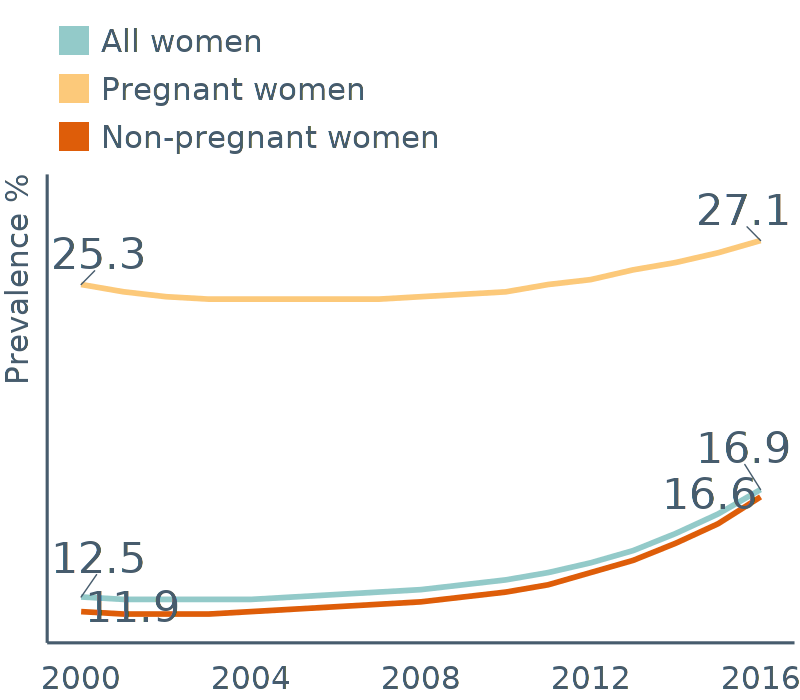 All women
Pregnant women
Non-pregnant women
Prevalence %
25.3
27.1
16.9
16.6
12.5
11.9
2000 2004 2008 2012 2016